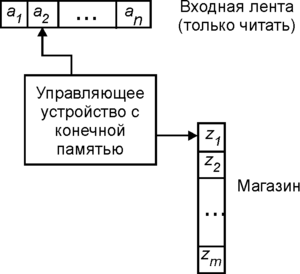 a1 a2 ... an
Входная лента
(только читать)
Управляющее
устройство с
конечной
памятью
z1
z2
...
zm
Магазин